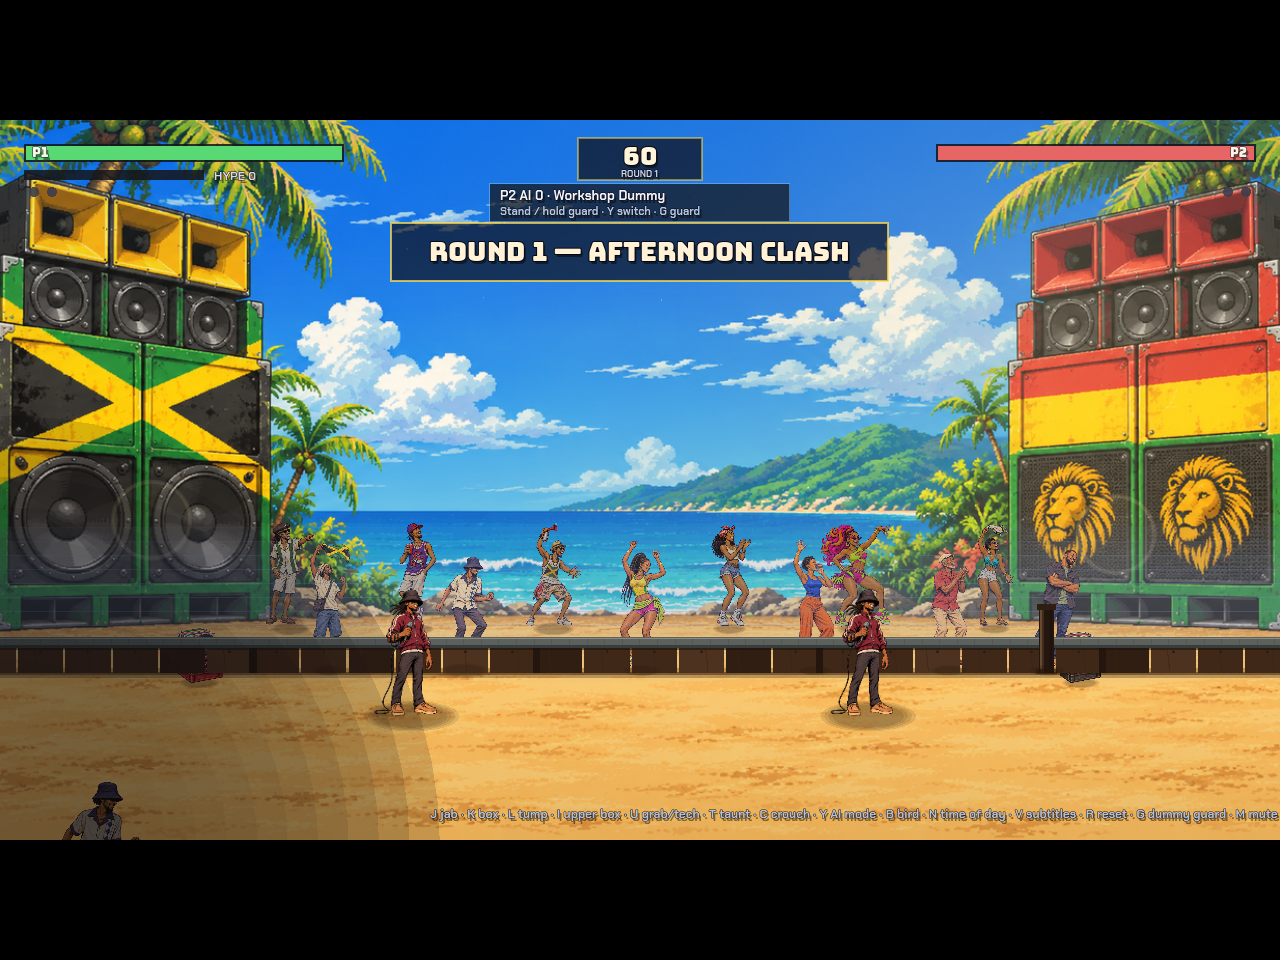 P1
HYPE 0
60
ROUND 1
P2
P2 AI 0 · Workshop Dummy
Stand / hold guard · Y switch · G guard
ROUND 1 — AFTERNOON CLASH
J jab · K box · L tump · I upper box · U grab/tech · T taunt · C crouch · Y AI mode · B bird · N time of day · V subtitles · R reset · G dummy guard · M mute